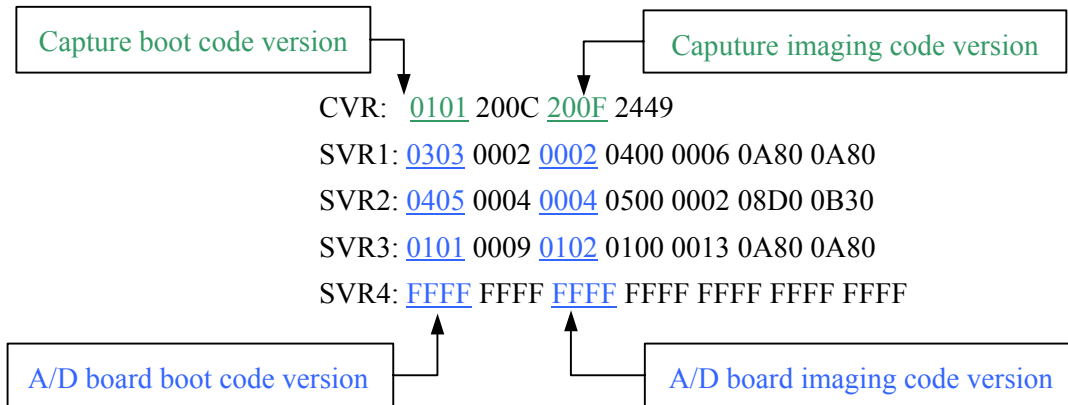 Capture boot code version
Caputure imaging code version
CVR: 0101 200C 200F 2449
SVR1: 0303 0002 0002 0400 0006 0A80 0A80
SVR2: 0405 0004 0004 0500 0002 08D0 0B30
SVR3: 0101 0009 0102 0100 0013 0A80 0A80
SVR4: FFFF FFFF FFFF FFFF FFFF FFFF FFFF
A/D board boot code version
A/D board imaging code version